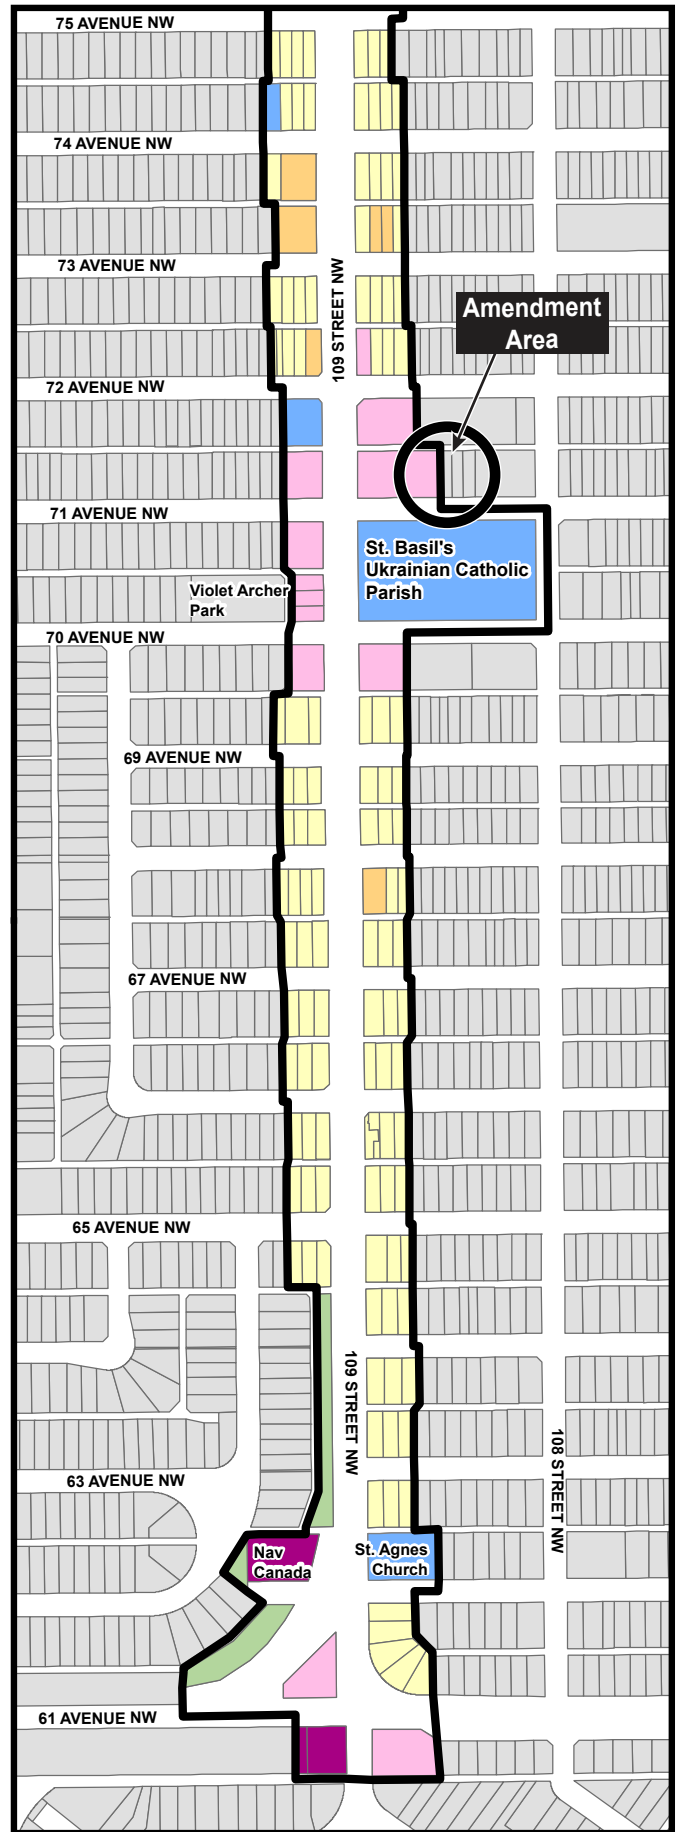 75 AVENUE NW
74 AVENUE NW
73 AVENUE NW
109 STREET NW
Amendment
Area
72 AVENUE NW
71 AVENUE NW
St. Basil's
Ukrainian Catholic
Parish
Violet Archer
Park
70 AVENUE NW
69 AVENUE NW
67 AVENUE NW
65 AVENUE NW
109 STREET NW
108 STREET NW
63 AVENUE NW
Nav
Canada
St. Agnes
Church
61 AVENUE NW